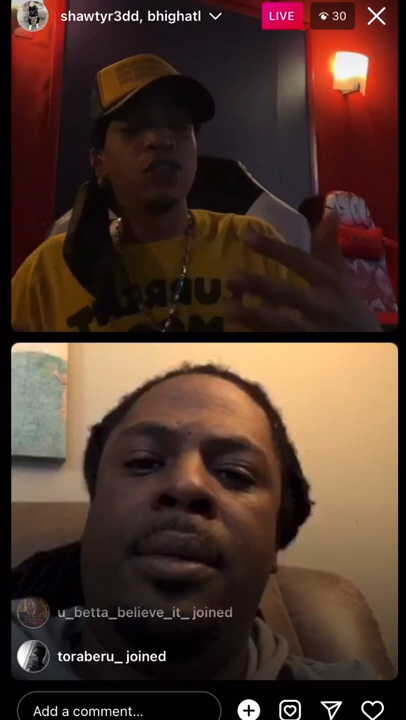 shawtyr3dd, bhighatl
LIVE
30
u_betta_believe_it_ joined
toraberu_ joined
Add a comment...